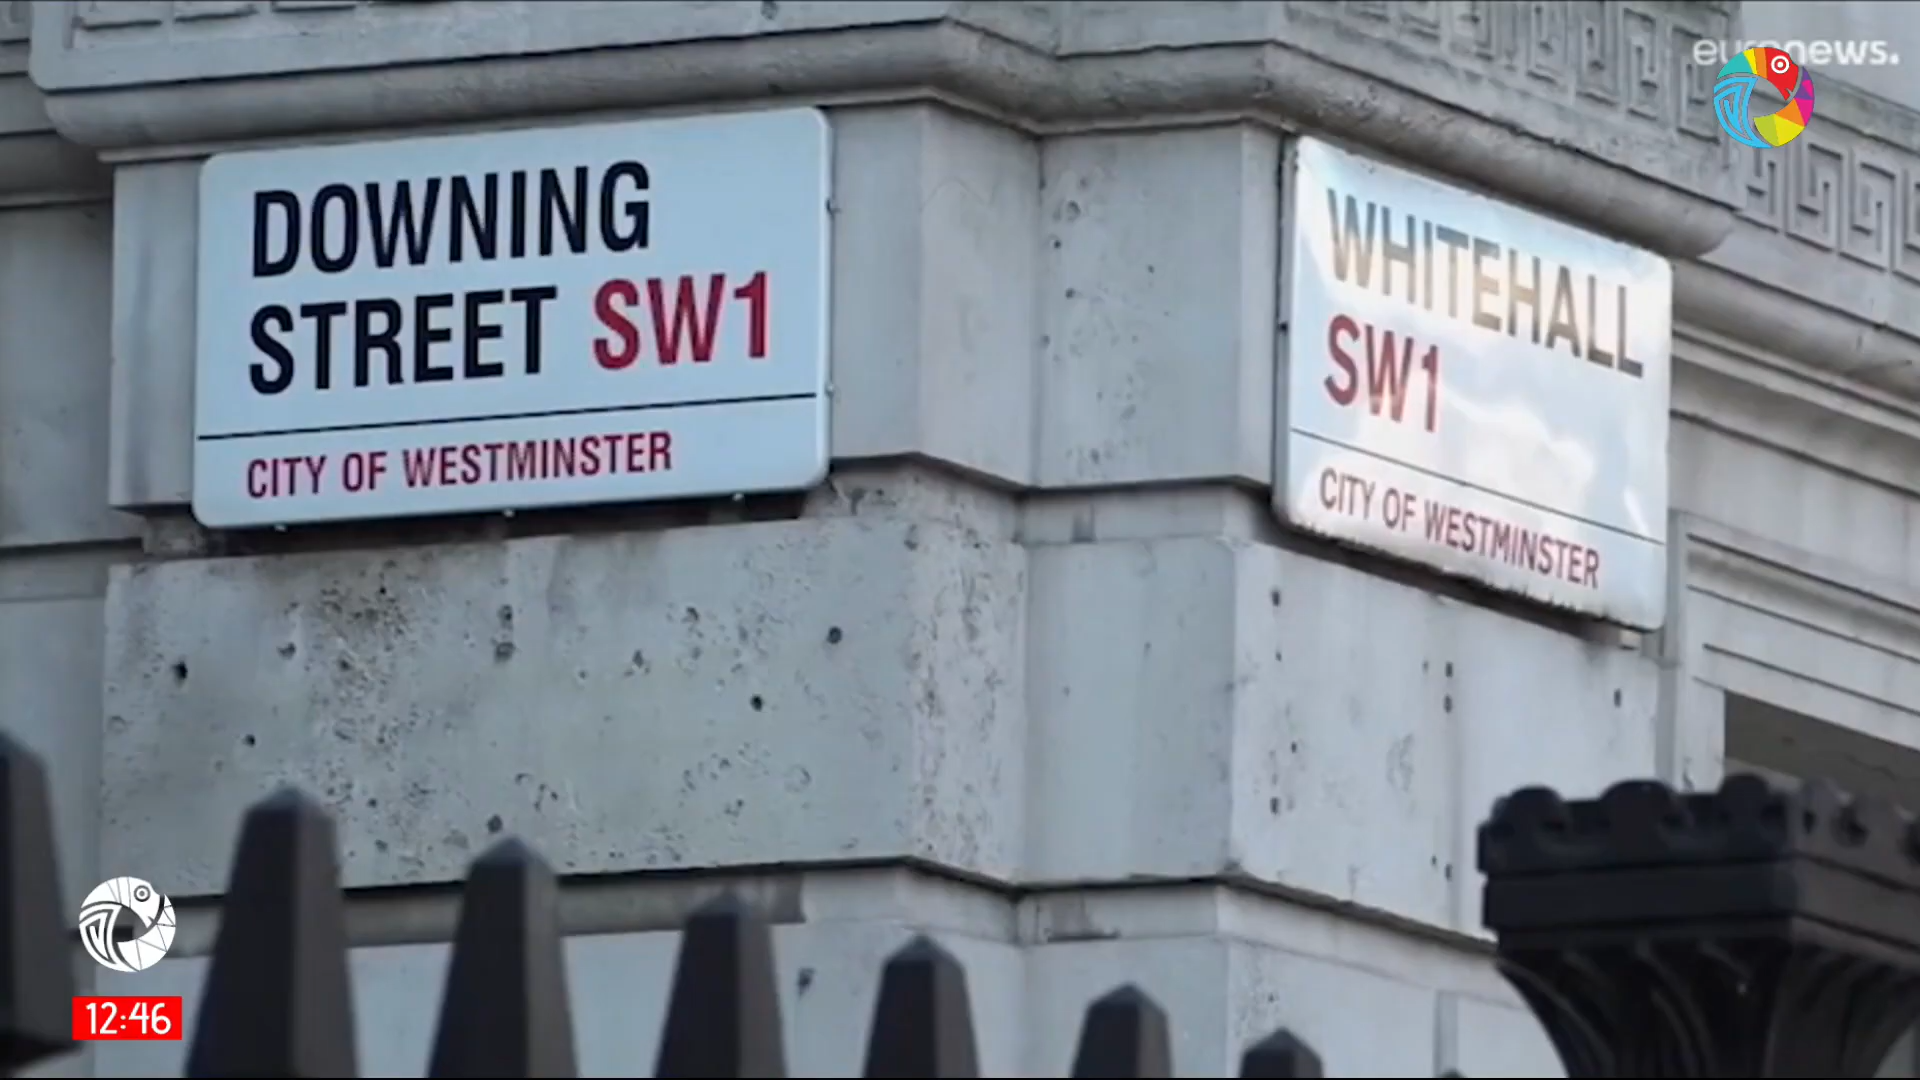 euronews.
DOWNING
STREET SW1
CITY OF WESTMINSTER
WHITEHALL
SW1
CITY OF WESTMINSTER
12:46